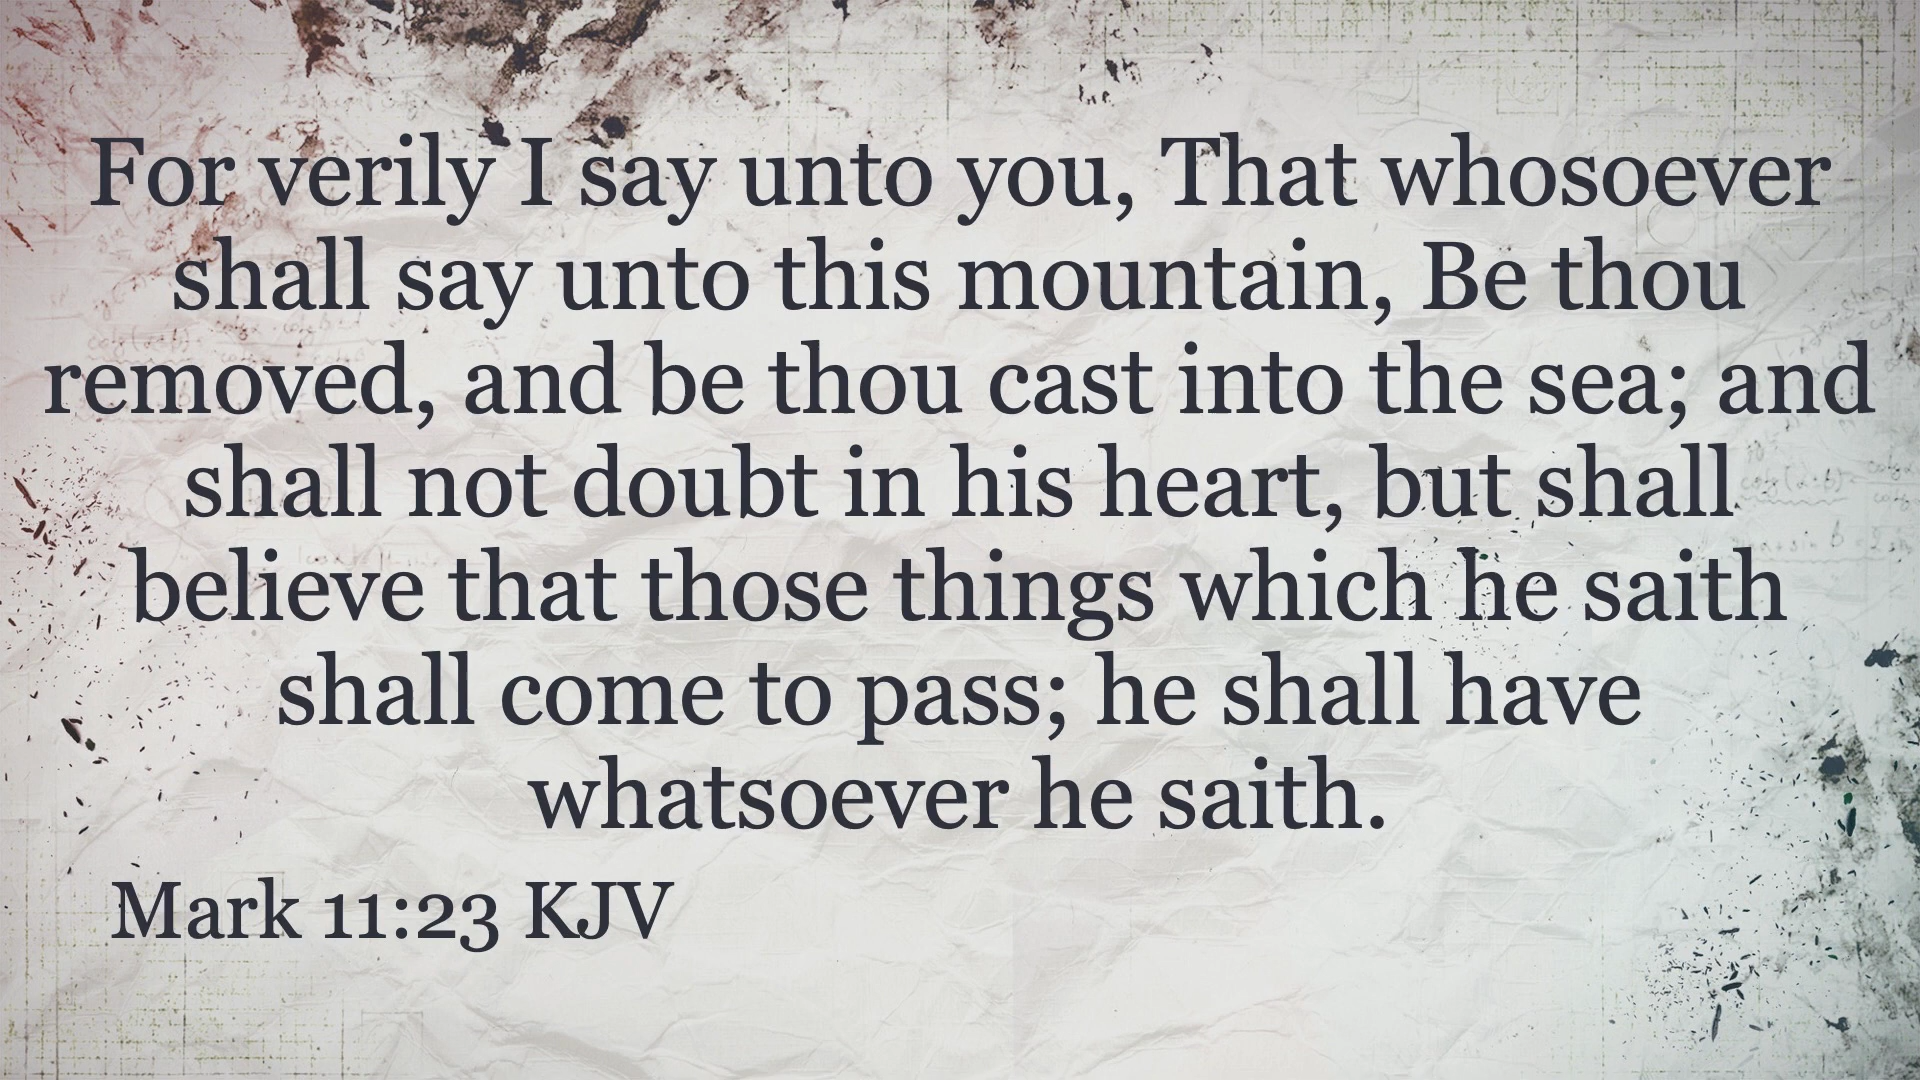 For verily I say unto you, That whosoever
shall say unto this mountain, Be thou
removed, and be thou cast into the sea; and
shall not doubt in his heart, but shall
believe that those things which he saith
shall come to pass; he shall have
whatsoever he saith.
Mark 11:23 KJV